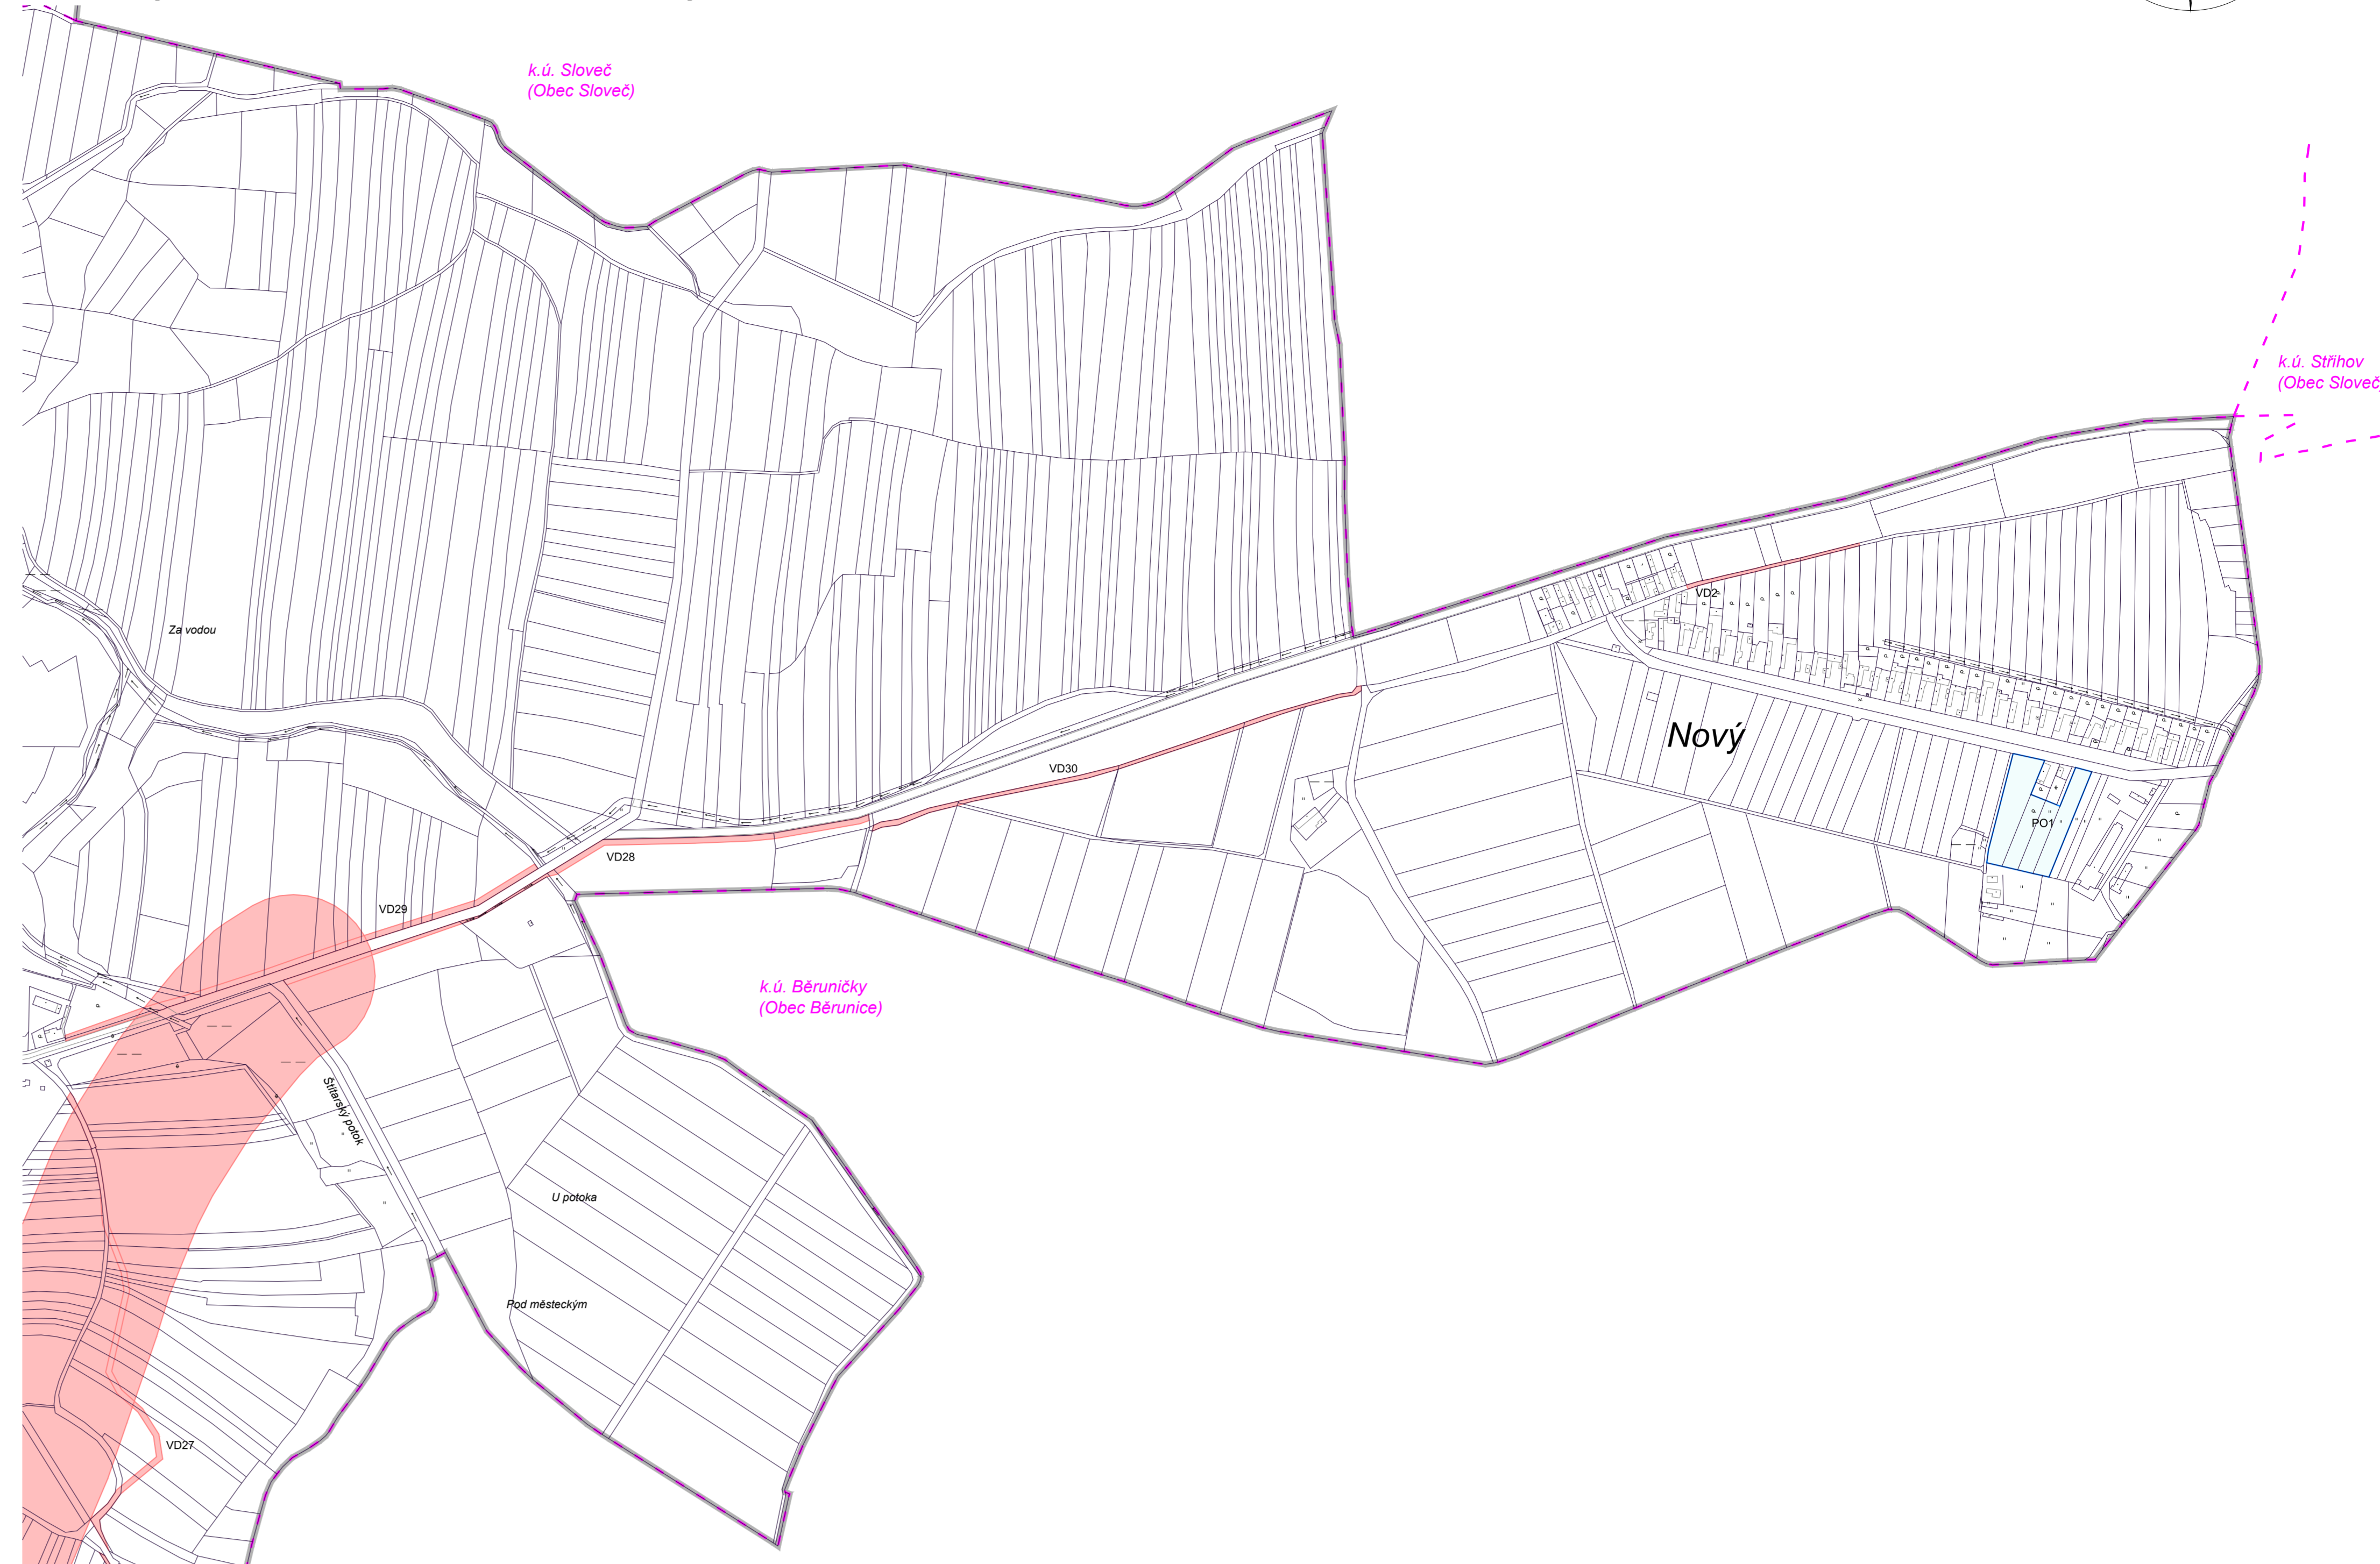 k.ú. Sloveč
(Obec Sloveč)
k.ú. Střihov
(Obec Sloveč)
VD2
Za vodou
Nový
VD30
PO1
VD28
VD29
k.ú. Běruničky
(Obec Běrunice)
Štítarský potok
U potoka
Pod městeckým
VD27